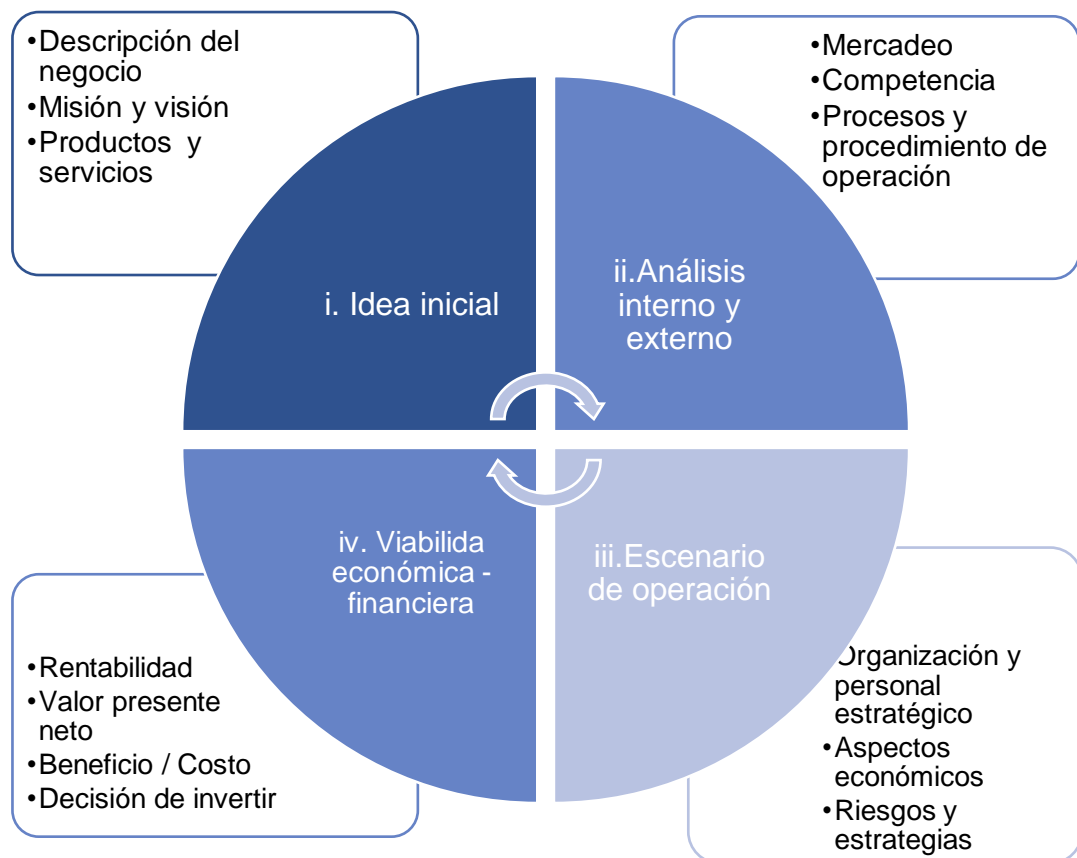 •Descripción del
negocio
•Misión y visión
•Productos y
servicios
•Mercadeo
•Competencia
•Procesos y
procedimiento de
operación
i. Idea inicial
ii.Análisis
interno y
externo
iv. Viabilida
económica -
financiera
iii.Escenario
de operación
•Rentabilidad
•Valor presente
neto
•Beneficio / Costo
•Decisión de invertir
Organización y
personal
estratégico
•Aspectos
económicos
•Riesgos y
estrategias